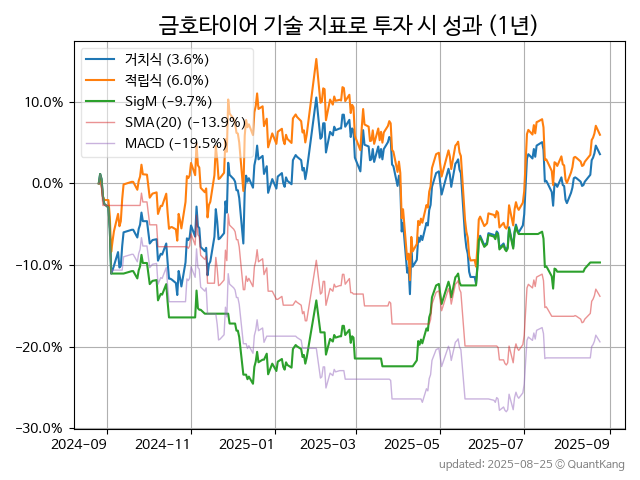 금호타이어 기술 지표로 투자 시 성과 (1년)
거치식 (3.6%)
적립식 (6.0%)
SigM (−9.7%)
SMA(20) (−13.9%)
MACD (−19.5%)
10.0%
0.0%
−10.0%
−20.0%
−30.0%
2024-09 2024-11 2025-01 2025-03 2025-05 2025-07 2025-09
updated: 2025-08-25 © QuantKang